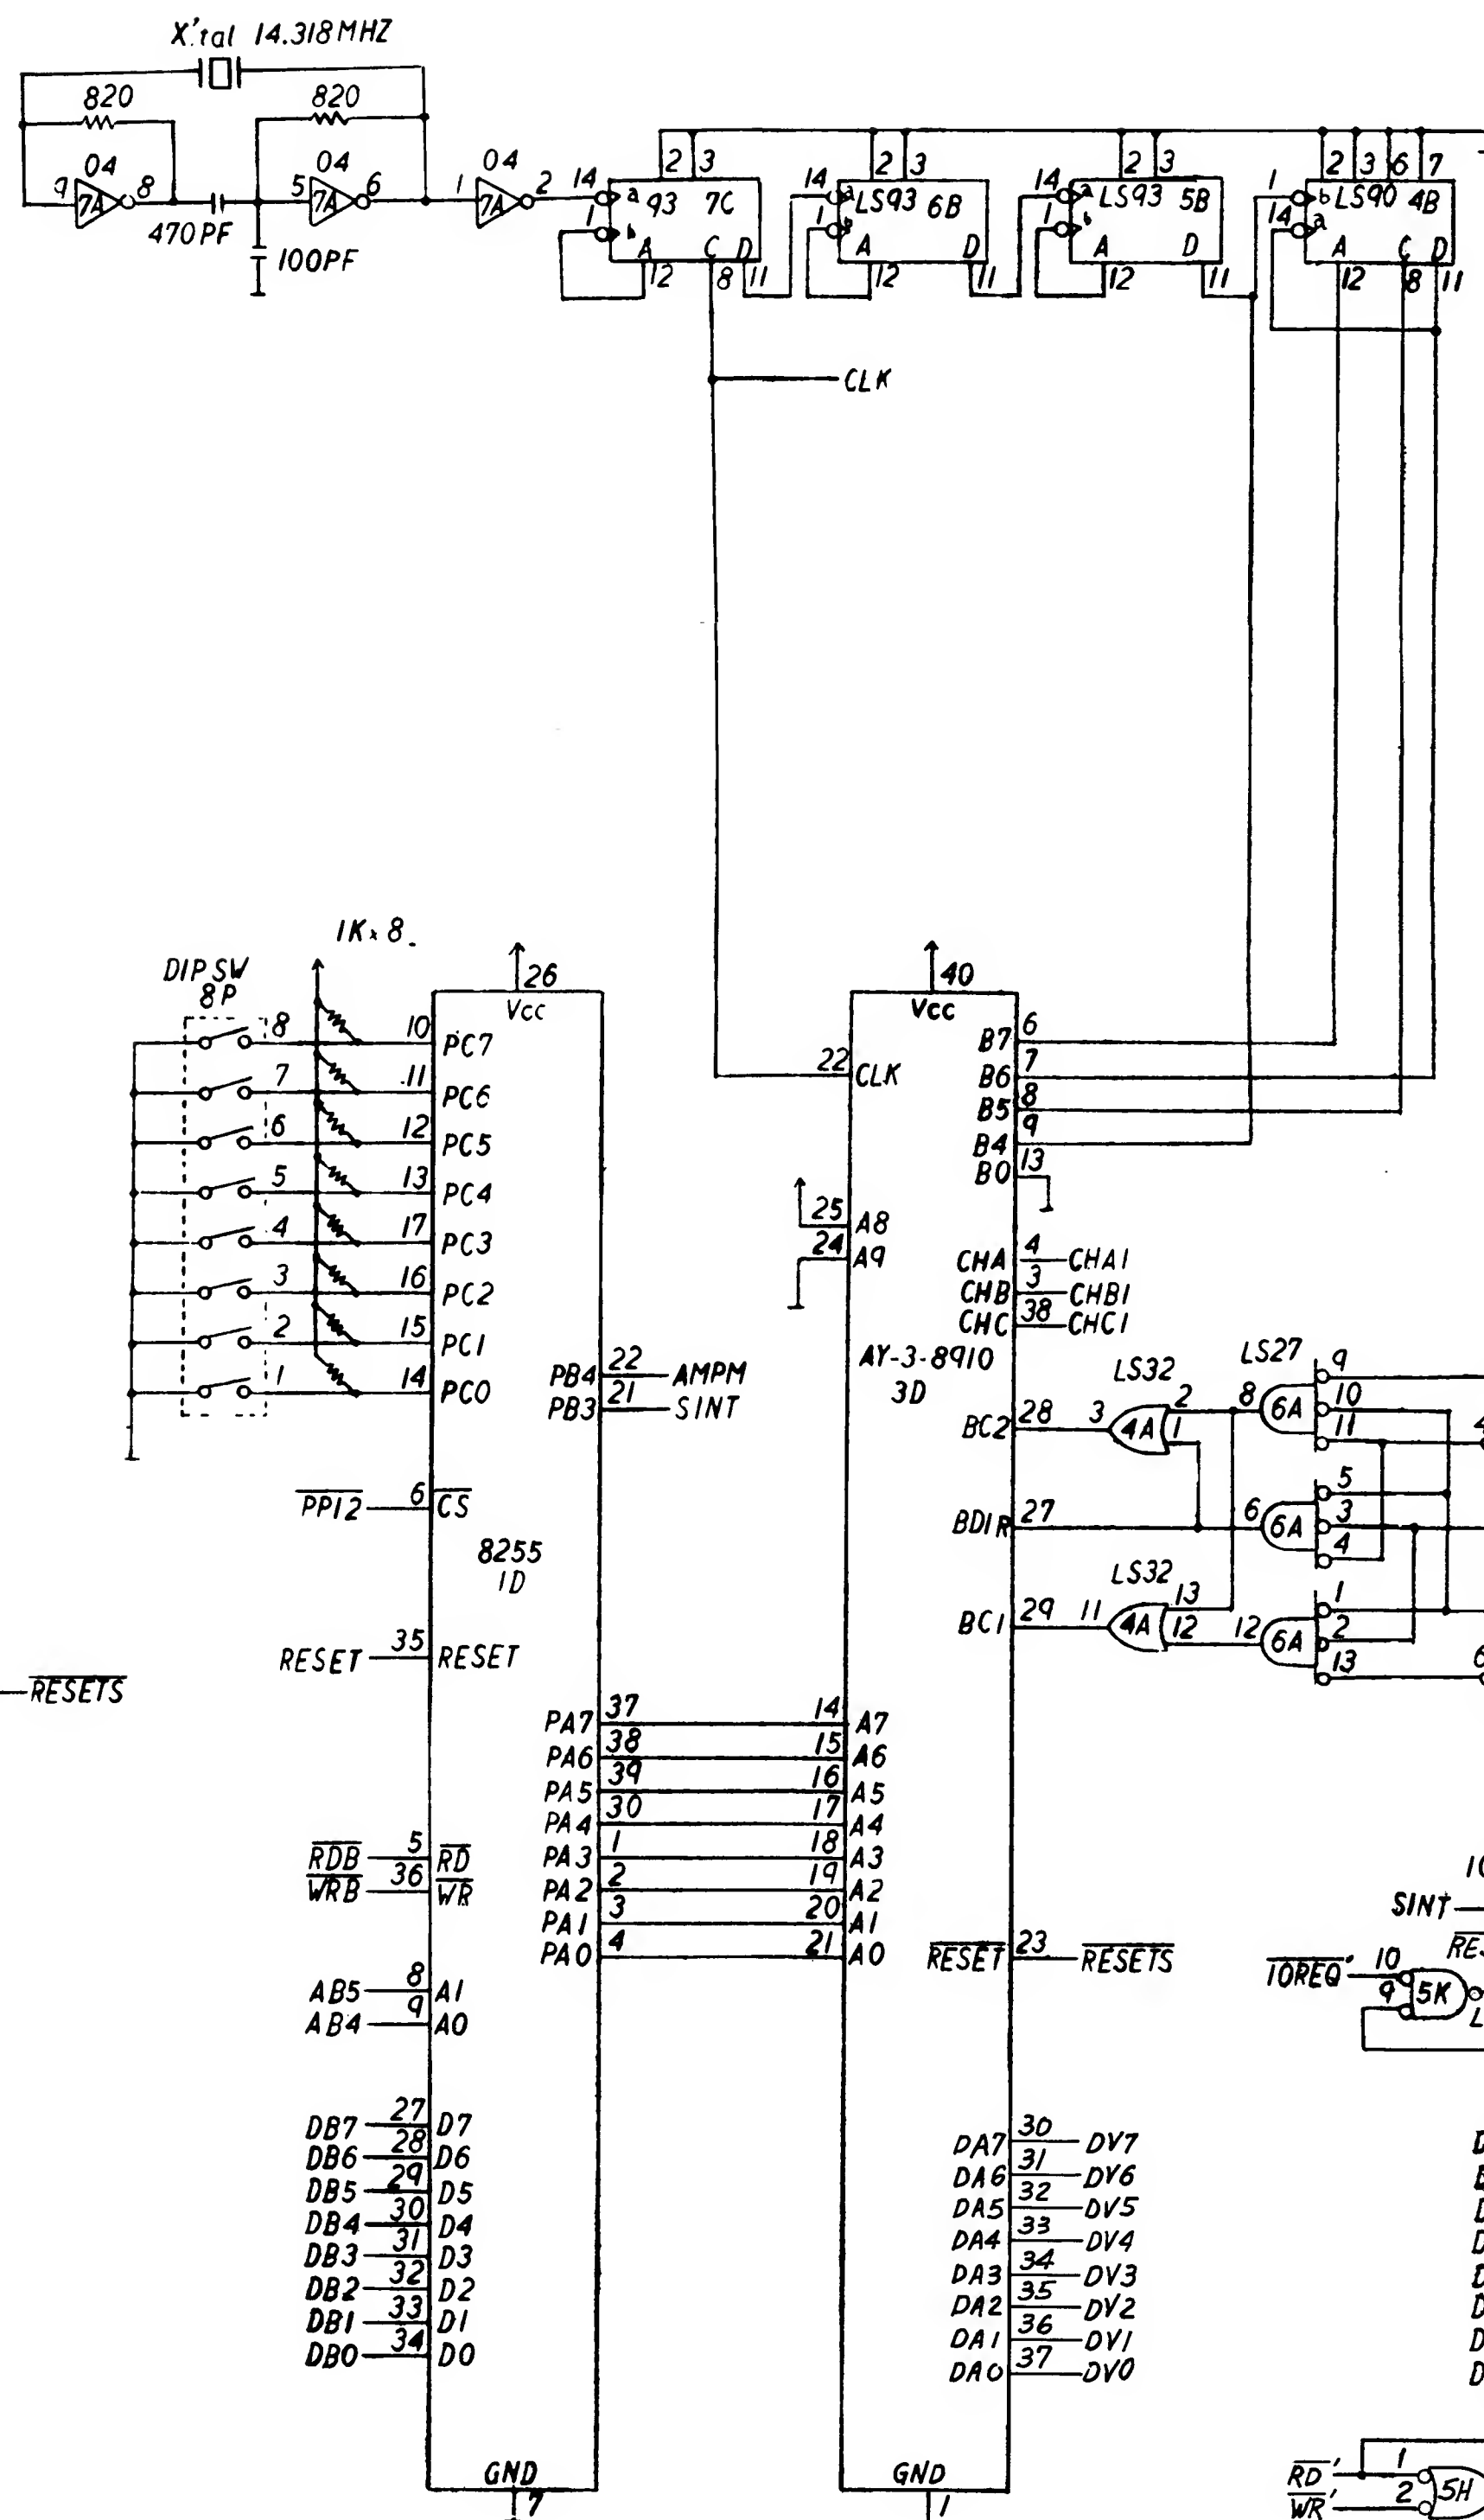 X'tal 14.318MHZ
820 820
04 04 04
9 7A 8 5 7A 6 1 7A 2
470PF 100PF
2 3 2 3 2 3 2 3 6 7
14 a 93 7C
1 b
A C D
12 8 11
14 a LS93 6B
1 b
A D
12 11
14 a LS93 5B
1 b
A D
12 11
1 b LS90 4B
14 a
A C D
12 8 11
CLK
1K×8
DIP SW
8P
26
Vcc
8 10 PC7
7 11 PC6
6 12 PC5
5 13 PC4
4 17 PC3
3 16 PC2
2 15 PC1
1 14 PC0
PB4 22 AMPM
PB3 21 SINT
PPI2 6 CS
8255
1D
RESET 35 RESET
RESETS
PA7 37 14 A7
PA6 38 15 A6
PA5 39 16 A5
PA4 30 17 A4
PA3 1 18 A3
PA2 2 19 A2
PA1 3 20 A1
PA0 4 21 A0
RDB 5 RD
WRB 36 WR
AB5 8 A1
AB4 9 A0
DB7 27 D7
DB6 28 D6
DB5 29 D5
DB4 30 D4
DB3 31 D3
DB2 32 D2
DB1 33 D1
DB0 34 D0
GND
7
40
Vcc
22 CLK
B7 6
B6 7
B5 8
B4 9
B0 13
25 A8
24 A9
CHA 4 CHA1
CHB 3 CHB1
CHC 38 CHC1
AY-3-8910
3D
LS32 LS27
BC2 28 3 4A 2 1 8 6A 9 10 11
BDIR 27 6 6A 5 3 4
LS32
BC1 29 11 4A 13 12 12 6A 1 2 13
RESET 23 RESETS
SINT
IOREQ' 10
9 5K
DA7 30 DV7
DA6 31 DV6
DA5 32 DV5
DA4 33 DV4
DA3 34 DV3
DA2 35 DV2
DA1 36 DV1
DA0 37 DV0
GND
1
RD' 1
WR' 2 5H